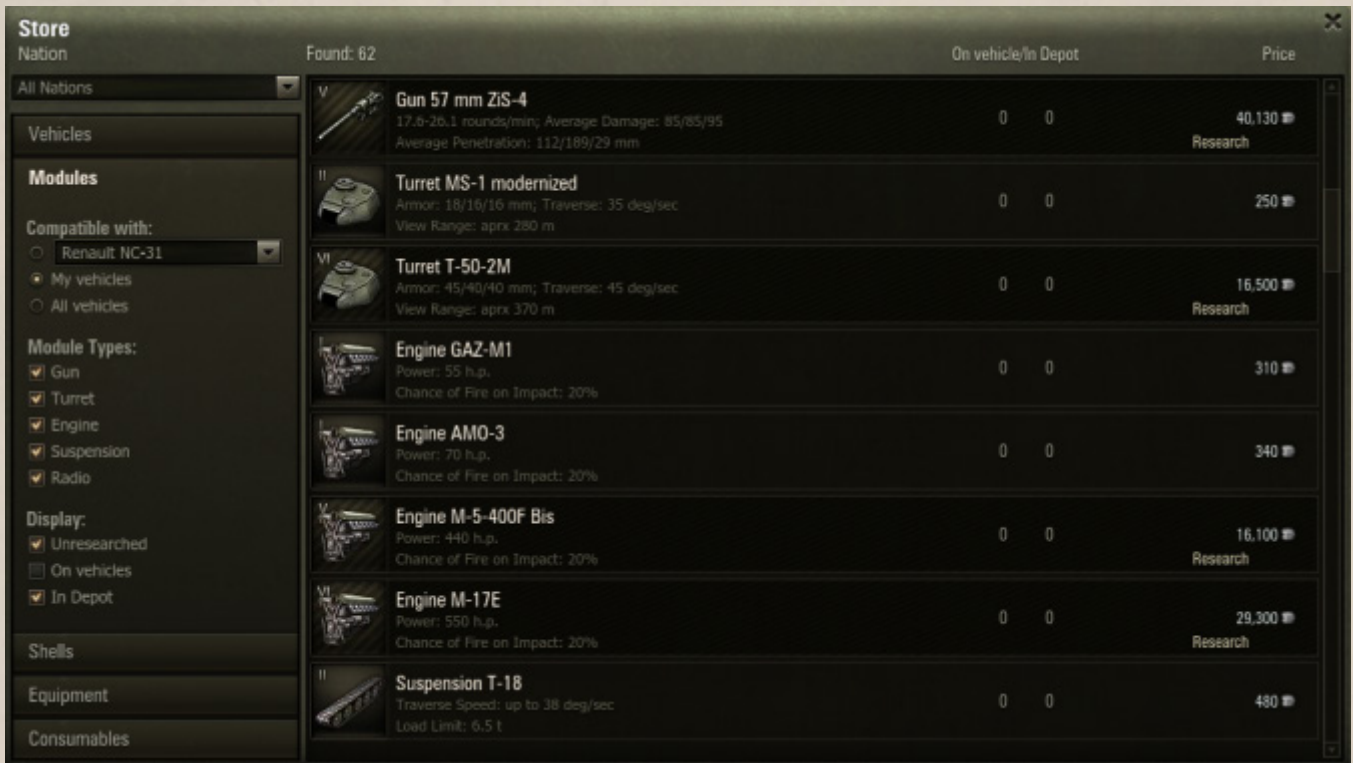 Store
Nation
Found: 62
On vehicle/In Depot
Price
All Nations
Vehicles
Modules
Compatible with:
Renault NC-31
My vehicles
All vehicles
Module Types:
Gun
Turret
Engine
Suspension
Radio
Display:
Unresearched
On vehicles
In Depot
Shells
Equipment
Consumables
V
Gun 57 mm ZiS-4
17.6-26.1 rounds/min; Average Damage: 85/85/95
Average Penetration: 112/189/29 mm
0 0
40,130
Research
II
Turret MS-1 modernized
Armor: 18/16/16 mm; Traverse: 35 deg/sec
View Range: aprx 280 m
0 0
250
VI
Turret T-50-2M
Armor: 45/40/40 mm; Traverse: 45 deg/sec
View Range: aprx 370 m
0 0
16,500
Research
Engine GAZ-M1
Power: 55 h.p.
Chance of Fire on Impact: 20%
0 0
310
Engine AMO-3
Power: 70 h.p.
Chance of Fire on Impact: 20%
0 0
340
V
Engine M-5-400F Bis
Power: 440 h.p.
Chance of Fire on Impact: 20%
0 0
16,100
Research
VI
Engine M-17E
Power: 550 h.p.
Chance of Fire on Impact: 20%
0 0
29,300
Research
II
Suspension T-18
Traverse Speed: up to 38 deg/sec
Load Limit: 6.5 t
0 0
480